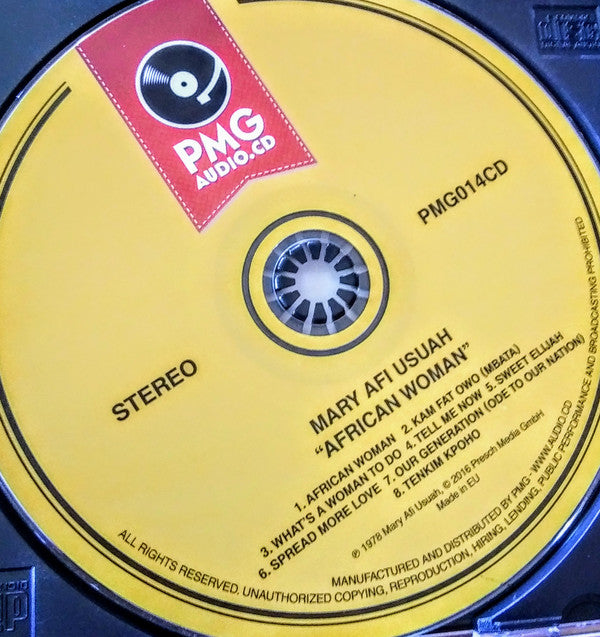 PMG
AUDIO.CD
PMG014CD
STEREO
MARY AFI USUAH
“AFRICAN WOMAN”
1. AFRICAN WOMAN 2. KAM FAT OWO (MBATA)
3. WHAT'S A WOMAN TO DO 4. TELL ME NOW 5. SWEET ELIJAH
6. SPREAD MORE LOVE 7. OUR GENERATION (ODE TO OUR NATION)
8. TENKIM KPOHO
℗ 1978 Mary Afi Usuah, © 2016 Presch Media GmbH
Made in EU
MANUFACTURED AND DISTRIBUTED BY PMG - WWW.AUDIO.CD
ALL RIGHTS RESERVED. UNAUTHORIZED COPYING, REPRODUCTION, HIRING, LENDING, PUBLIC PERFORMANCE AND BROADCASTING PROHIBITED